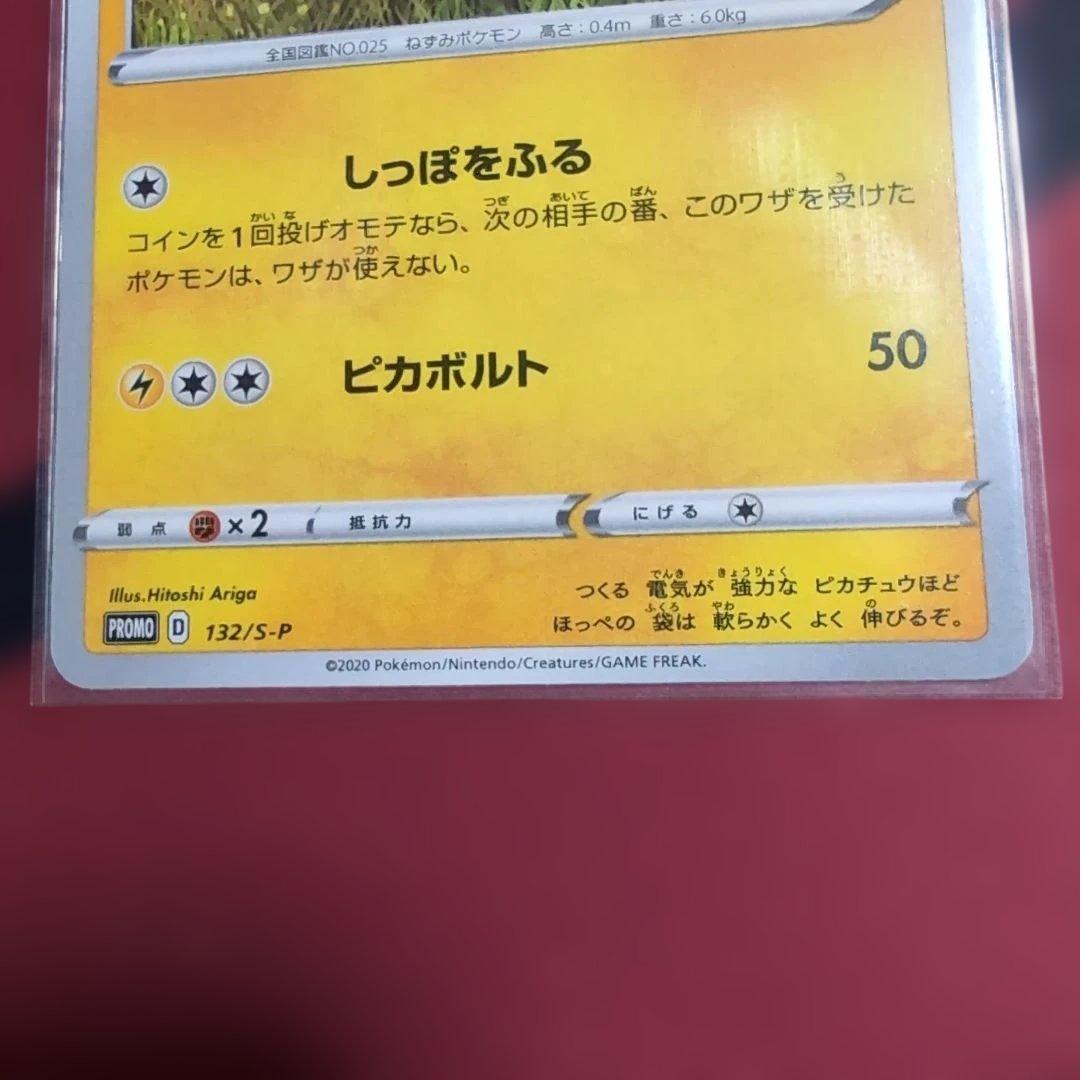 全国図鑑NO.025 ねずみポケモン 高さ:0.4m 重さ:6.0kg
しっぽをふる
コインを1回投げオモテなら、次の相手の番、このワザを受けた
ポケモンは、ワザが使えない。
ピカボルト 50
弱点 ×2 抵抗力 にげる
Illus.Hitoshi Ariga
PROMO D 132/S-P
つくる 電気が 強力な ピカチュウほど
ほっぺの 袋は 軟らかく よく 伸びるぞ。
©2020 Pokémon/Nintendo/Creatures/GAME FREAK.